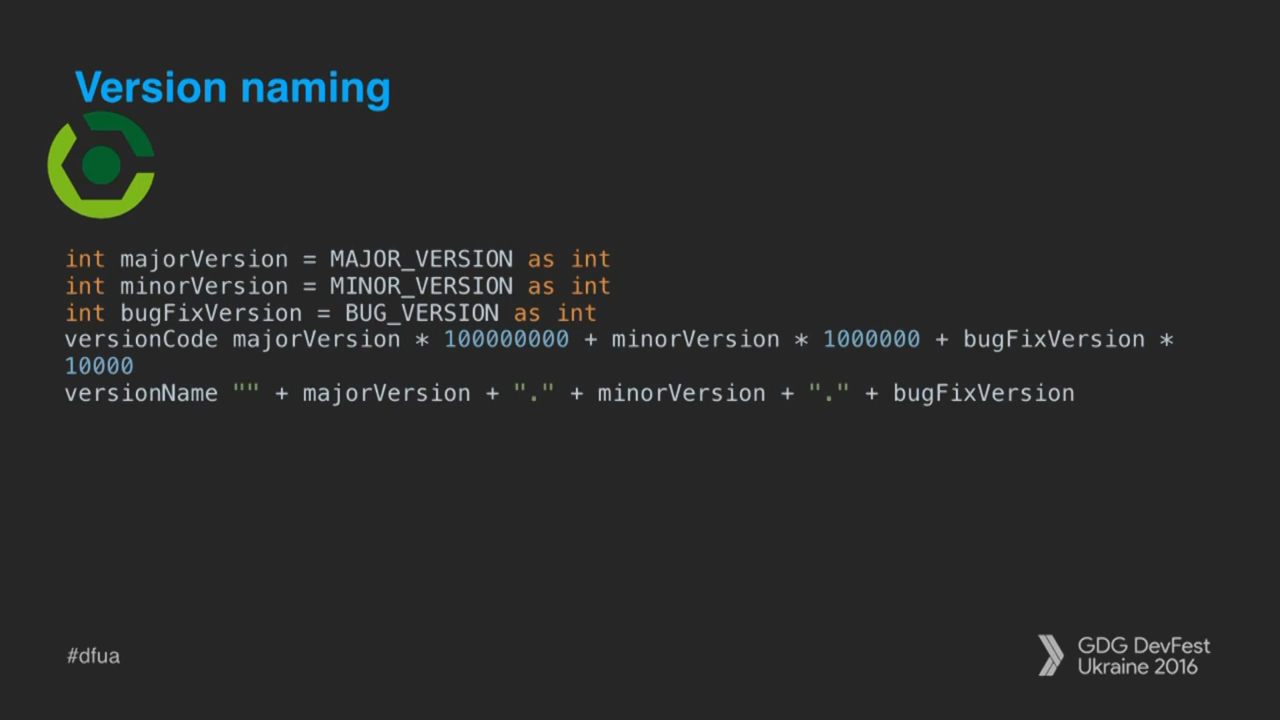 Version naming
int majorVersion = MAJOR_VERSION as int
int minorVersion = MINOR_VERSION as int
int bugFixVersion = BUG_VERSION as int
versionCode majorVersion * 100000000 + minorVersion * 1000000 + bugFixVersion *
10000
versionName "" + majorVersion + "." + minorVersion + "." + bugFixVersion
#dfua
GDG DevFest
Ukraine 2016